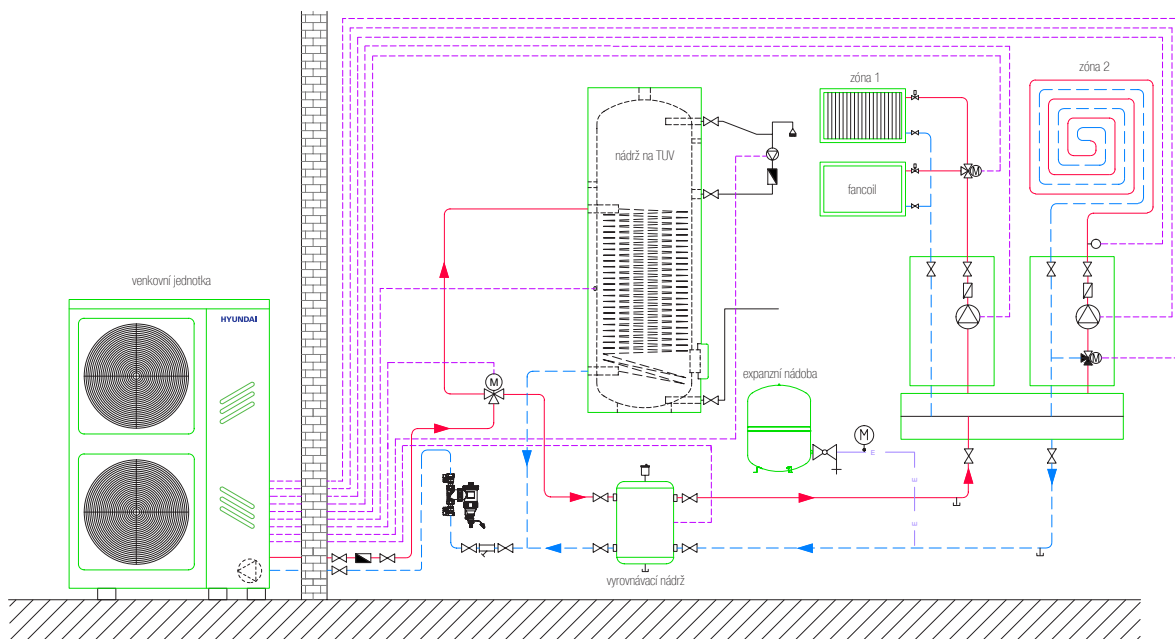 zóna 1
zóna 2
nádrž na TUV
fancoil
venkovní jednotka
HYUNDAI
M
M
M
M
expanzní nádoba
E
E
E
vyrovnávací nádrž